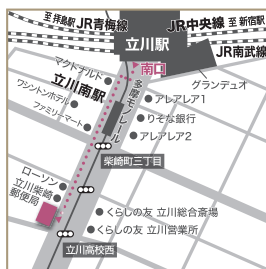 至 拝島駅 JR青梅線
JR中央線 至 新宿駅
立川駅
JR南武線
マクドナルド
南口
グランデュオ
立川南駅
多摩モノレール
アレアレア1
ワシントンホテル
りそな銀行
ファミリーマート
アレアレア2
柴崎町三丁目
ローソン
立川柴崎
郵便局
くらしの友 立川総合斎場
くらしの友 立川営業所
立川高校西